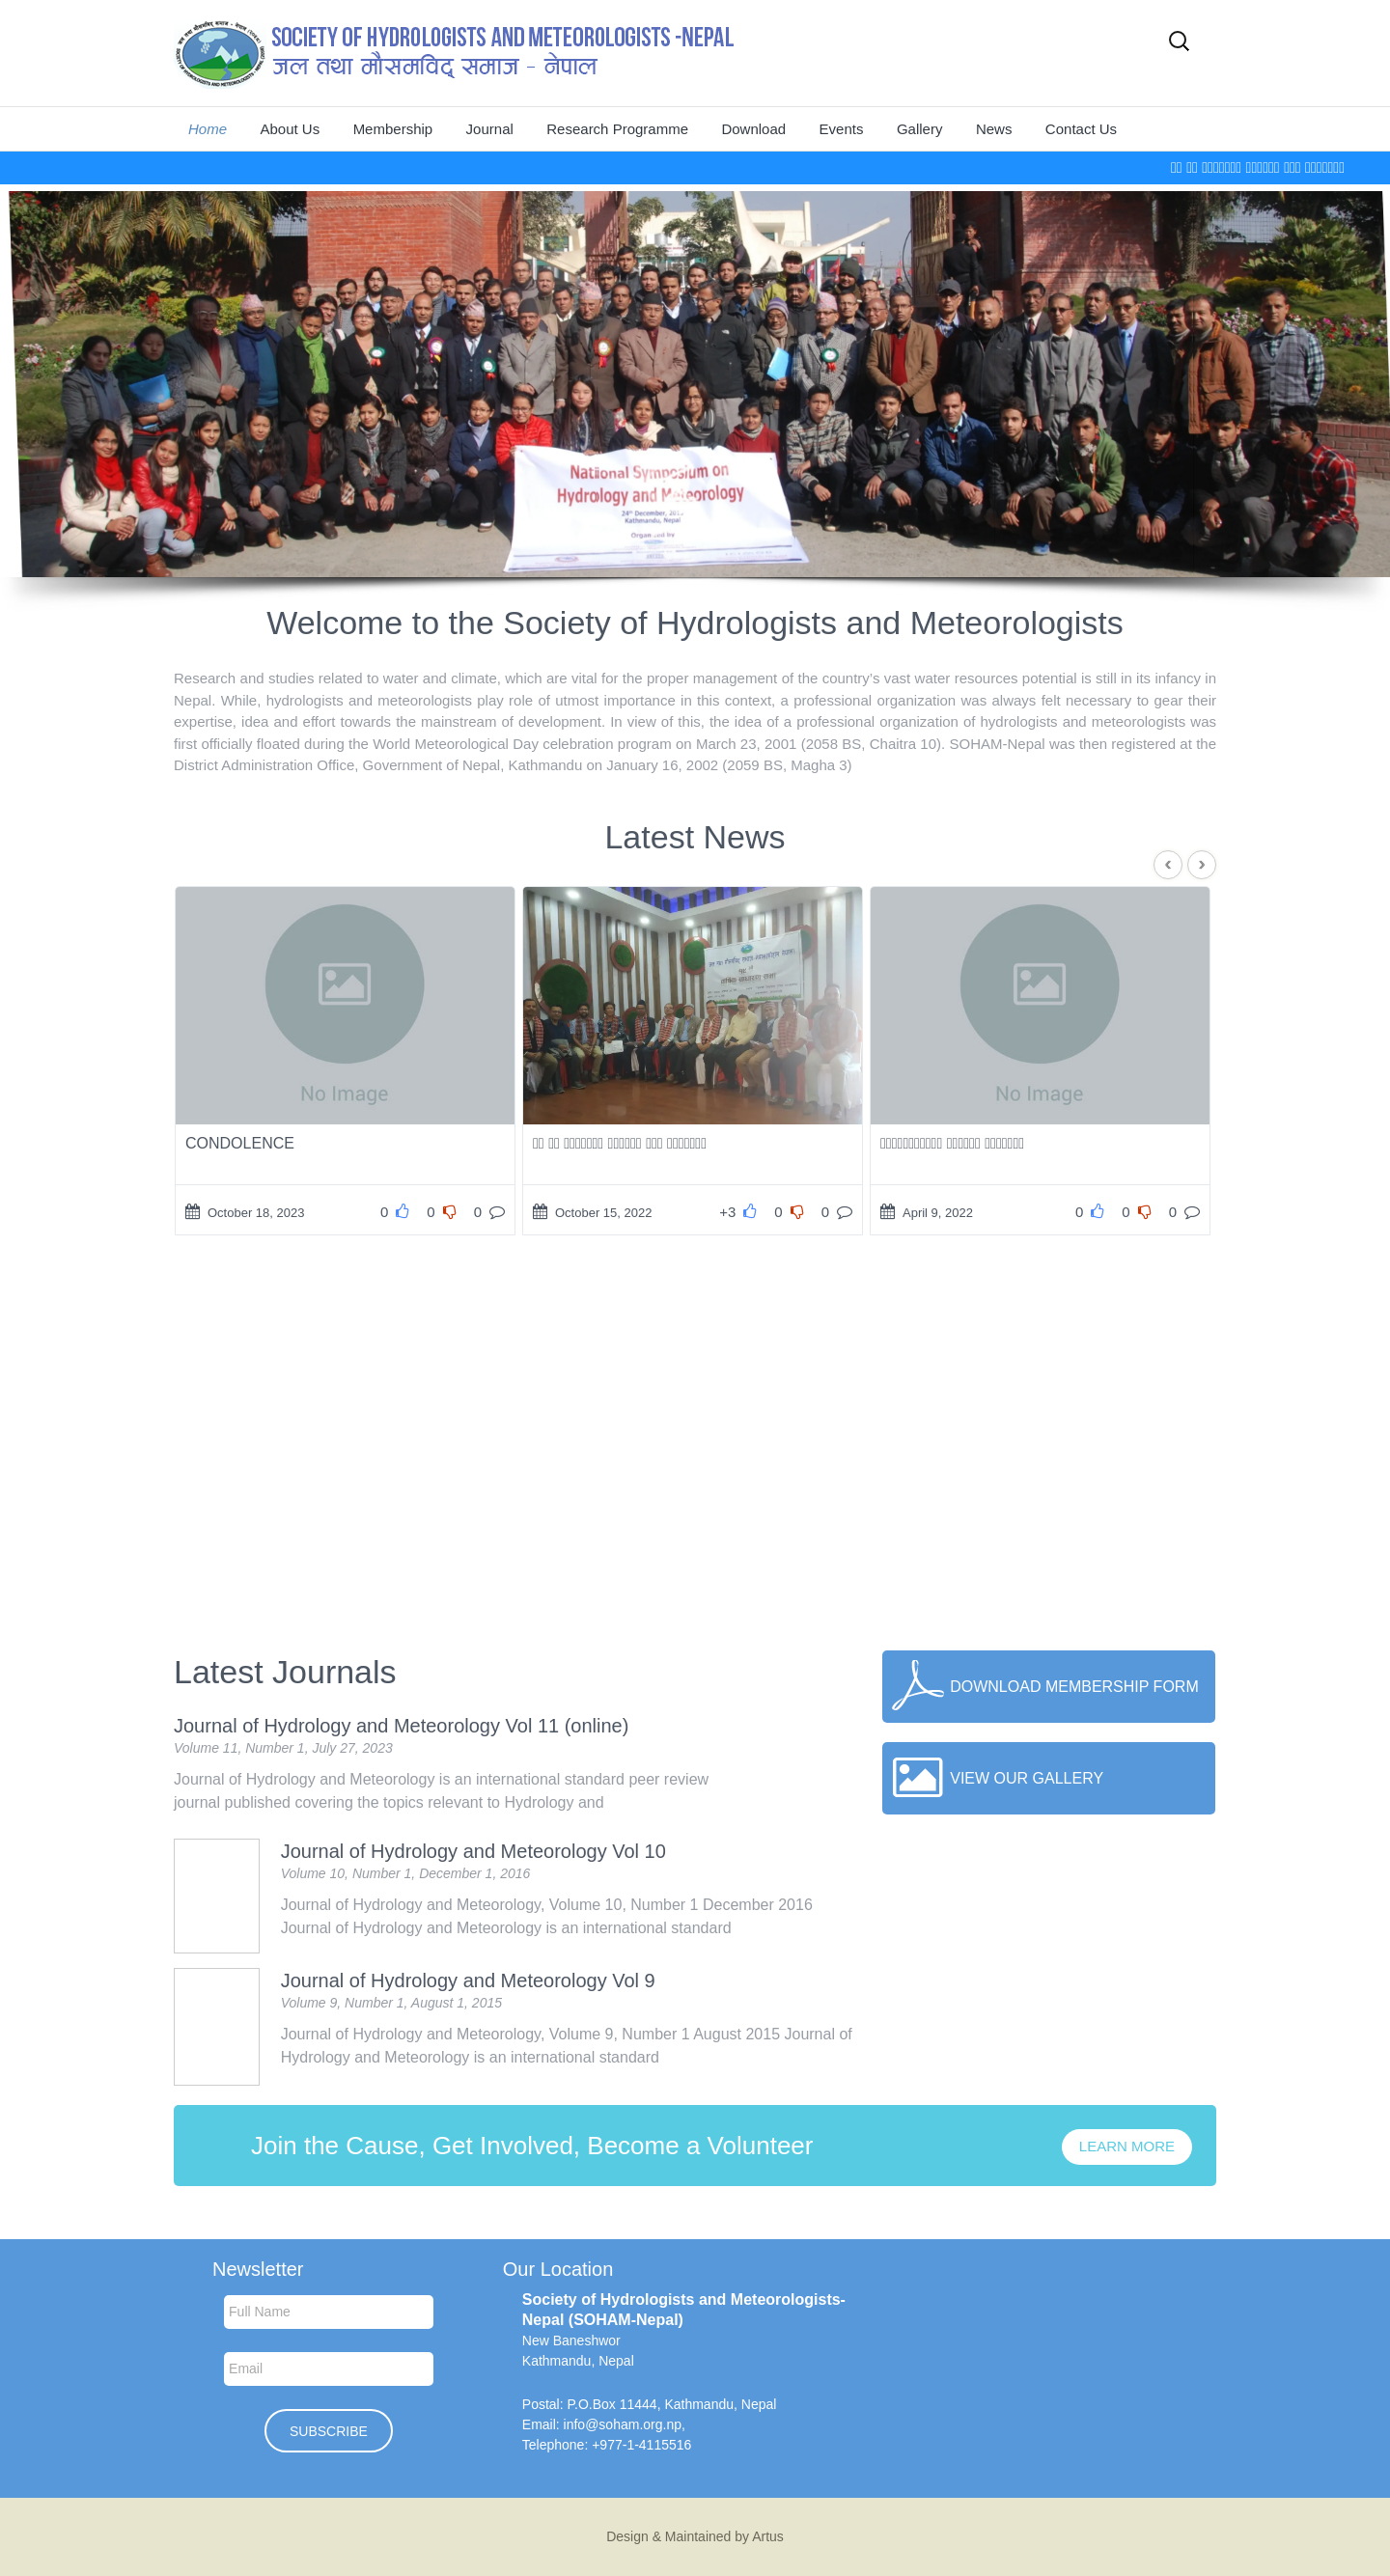 SOCIETY OF HYDROLOGISTS AND METEOROLOGISTS -NEPAL
जल तथा मौसमविद् समाज - नेपाल
Home About Us Membership Journal Research Programme Download Events Gallery News Contact Us
National Symposium on
Hydrology and Meteorology
24th December,
Kathmandu, Nepal
Organized by
Welcome to the Society of Hydrologists and Meteorologists
Research and studies related to water and climate, which are vital for the proper management of the country's vast water resources potential is still in its infancy in
Nepal. While, hydrologists and meteorologists play role of utmost importance in this context, a professional organization was always felt necessary to gear their
expertise, idea and effort towards the mainstream of development. In view of this, the idea of a professional organization of hydrologists and meteorologists was
first officially floated during the World Meteorological Day celebration program on March 23, 2001 (2058 BS, Chaitra 10). SOHAM-Nepal was then registered at the
District Administration Office, Government of Nepal, Kathmandu on January 16, 2002 (2059 BS, Magha 3)
Latest News
No Image
No Image
CONDOLENCE
October 18, 2023 0 0 0
October 15, 2022 +3 0 0
April 9, 2022 0 0 0
Latest Journals
Journal of Hydrology and Meteorology Vol 11 (online)
Volume 11, Number 1, July 27, 2023
Journal of Hydrology and Meteorology is an international standard peer review
journal published covering the topics relevant to Hydrology and
DOWNLOAD MEMBERSHIP FORM
VIEW OUR GALLERY
Journal of Hydrology and Meteorology Vol 10
Volume 10, Number 1, December 1, 2016
Journal of Hydrology and Meteorology, Volume 10, Number 1 December 2016
Journal of Hydrology and Meteorology is an international standard
Journal of Hydrology and Meteorology Vol 9
Volume 9, Number 1, August 1, 2015
Journal of Hydrology and Meteorology, Volume 9, Number 1 August 2015 Journal of
Hydrology and Meteorology is an international standard
Join the Cause, Get Involved, Become a Volunteer
LEARN MORE
Newsletter
Full Name
Email
SUBSCRIBE
Our Location
Society of Hydrologists and Meteorologists-
Nepal (SOHAM-Nepal)
New Baneshwor
Kathmandu, Nepal
Postal: P.O.Box 11444, Kathmandu, Nepal
Email: info@soham.org.np,
Telephone: +977-1-4115516
Design & Maintained by Artus